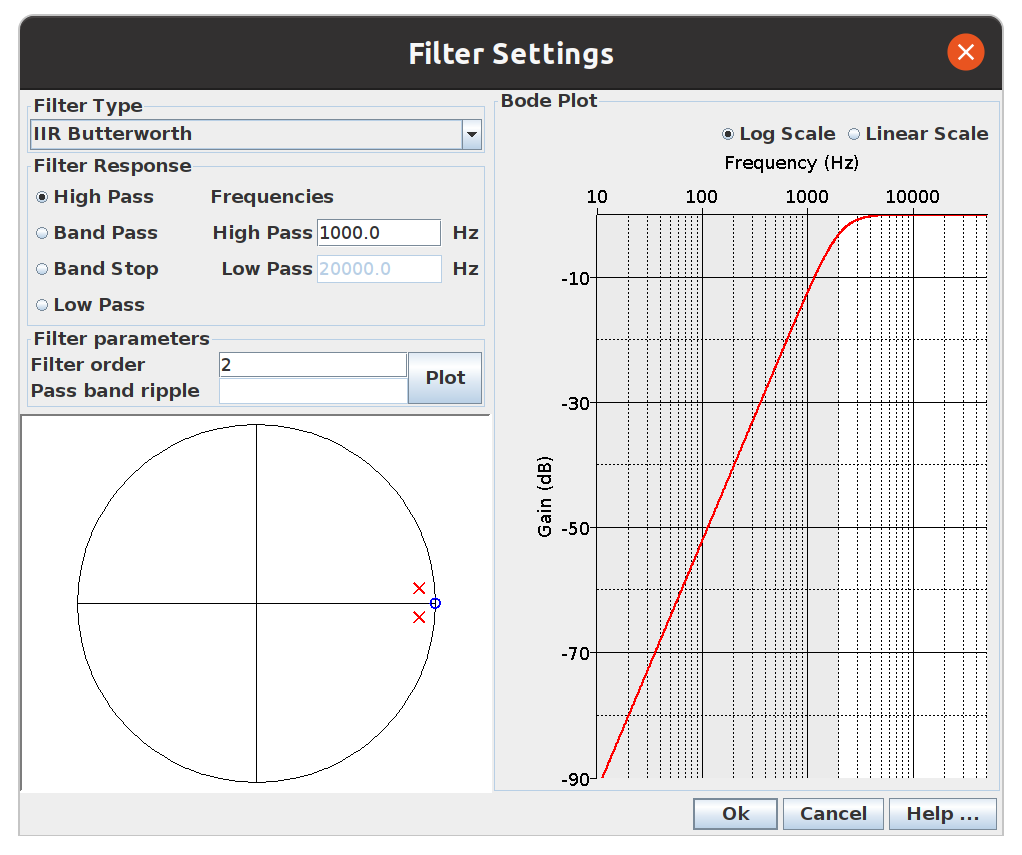 Filter Settings
Filter Type
IIR Butterworth
Filter Response
High Pass
Frequencies
Band Pass
High Pass 1000.0 Hz
Band Stop
Low Pass 20000.0 Hz
Low Pass
Filter parameters
Filter order 2
Pass band ripple
Plot
Bode Plot
Log Scale Linear Scale
Frequency (Hz)
10 100 1000 10000
-10
-30
-50
-70
-90
Gain (dB)
Ok Cancel Help ...